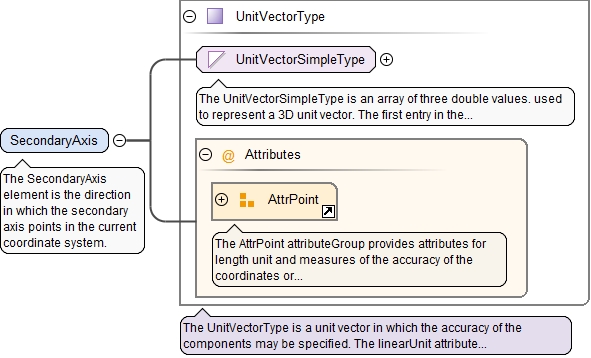 UnitVectorType
UnitVectorSimpleType
The UnitVectorSimpleType is an array of three double values. used
to represent a 3D unit vector. The first entry in the...
SecondaryAxis
The SecondaryAxis
element is the direction
in which the secondary
axis points in the current
coordinate system.
@ Attributes
AttrPoint
The AttrPoint attributeGroup provides attributes for
length unit and measures of the accuracy of the
coordinates or...
The UnitVectorType is a unit vector in which the accuracy of the
components may be specified. The linearUnit attribute...